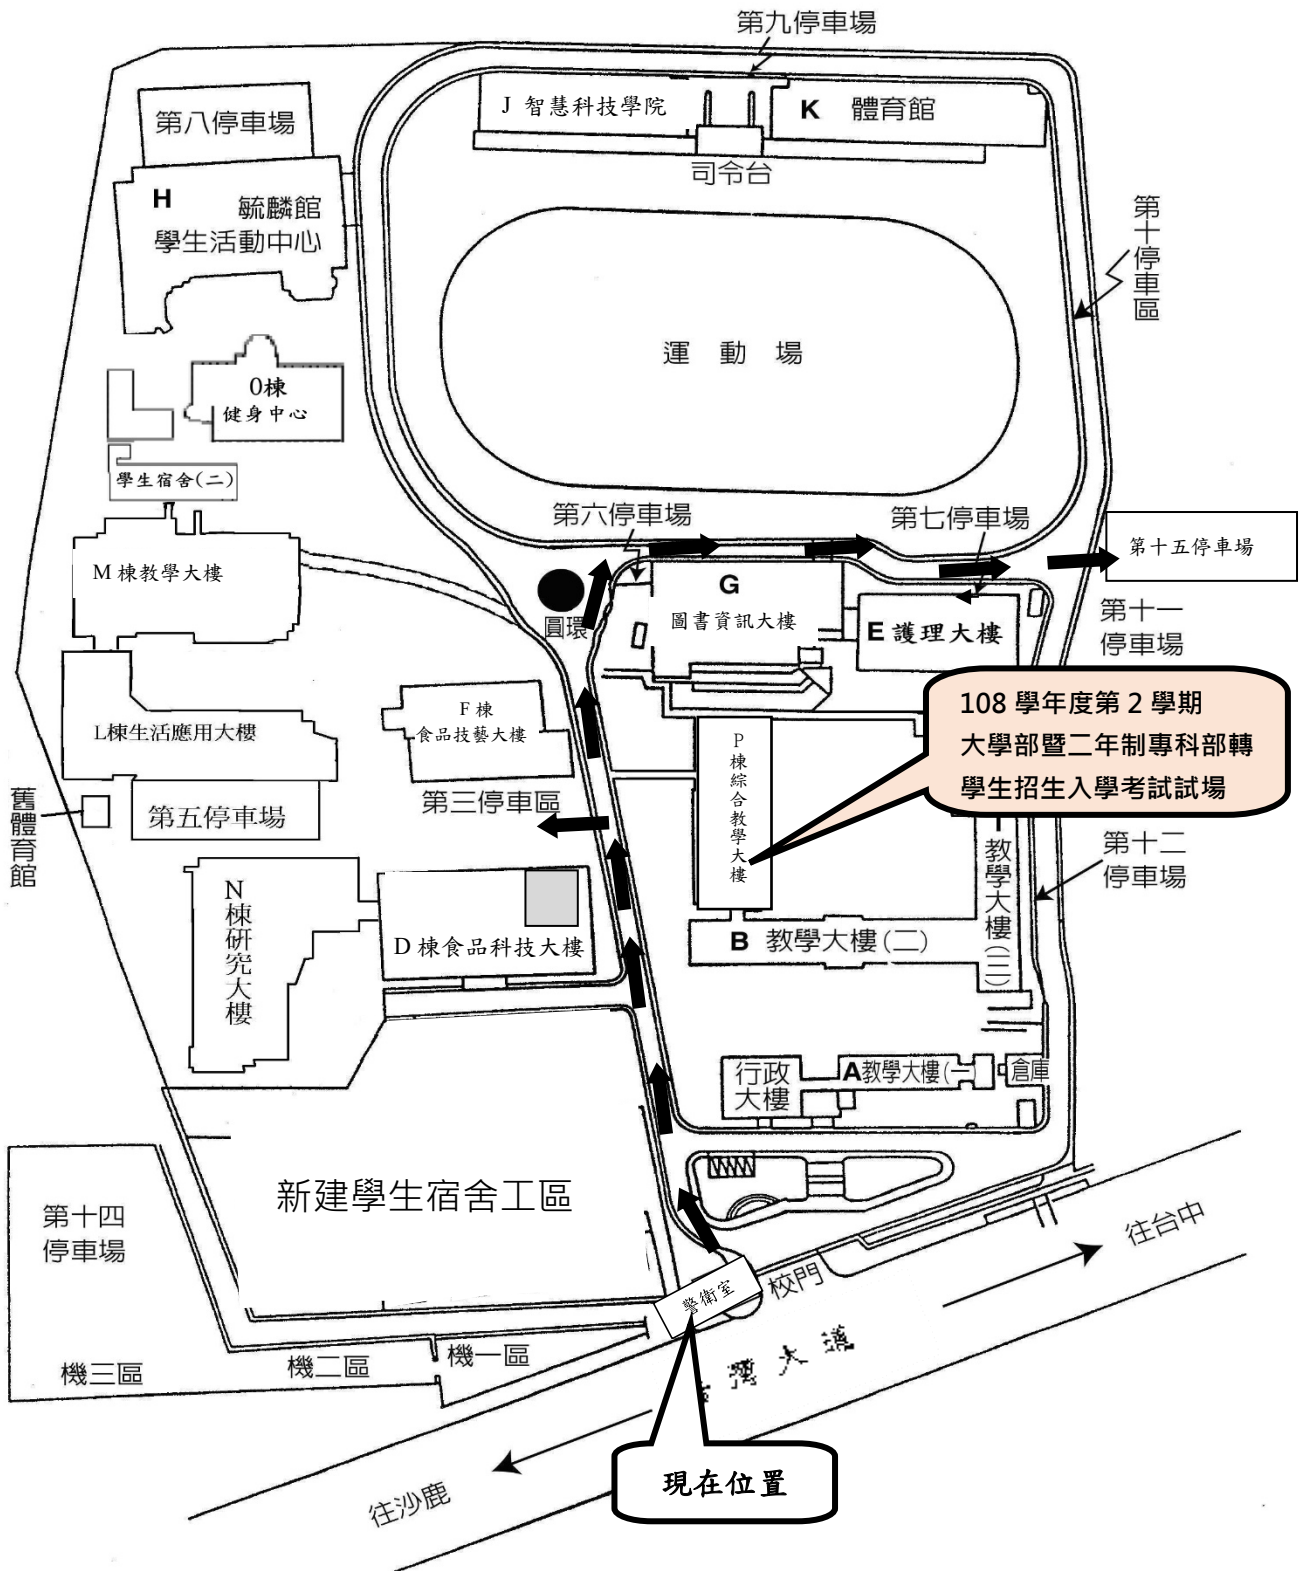 第九停車場
J 智慧科技學院
K 體育館
第八停車場
司令台
H 毓麟館
學生活動中心
第十停車區
運動場
O棟
健身中心
學生宿舍(二)
第六停車場
第七停車場
第十五停車場
M 棟教學大樓
G
圖書資訊大樓
圓環
E 護理大樓
第十一
停車場
F 棟
食品技藝大樓
L棟生活應用大樓
P棟綜合教學大樓
108 學年度第 2 學期
大學部暨二年制專科部轉
學生招生入學考試試場
第三停車區
第五停車場
舊體育館
教學大樓(三)
第十二
停車場
N棟研究大樓
D 棟食品科技大樓
B 教學大樓(二)
行政
大樓
A教學大樓(一)
倉庫
新建學生宿舍工區
第十四
停車場
往台中
校門
警衛室
灣大道
機一區
機二區
機三區
現在位置
往沙鹿